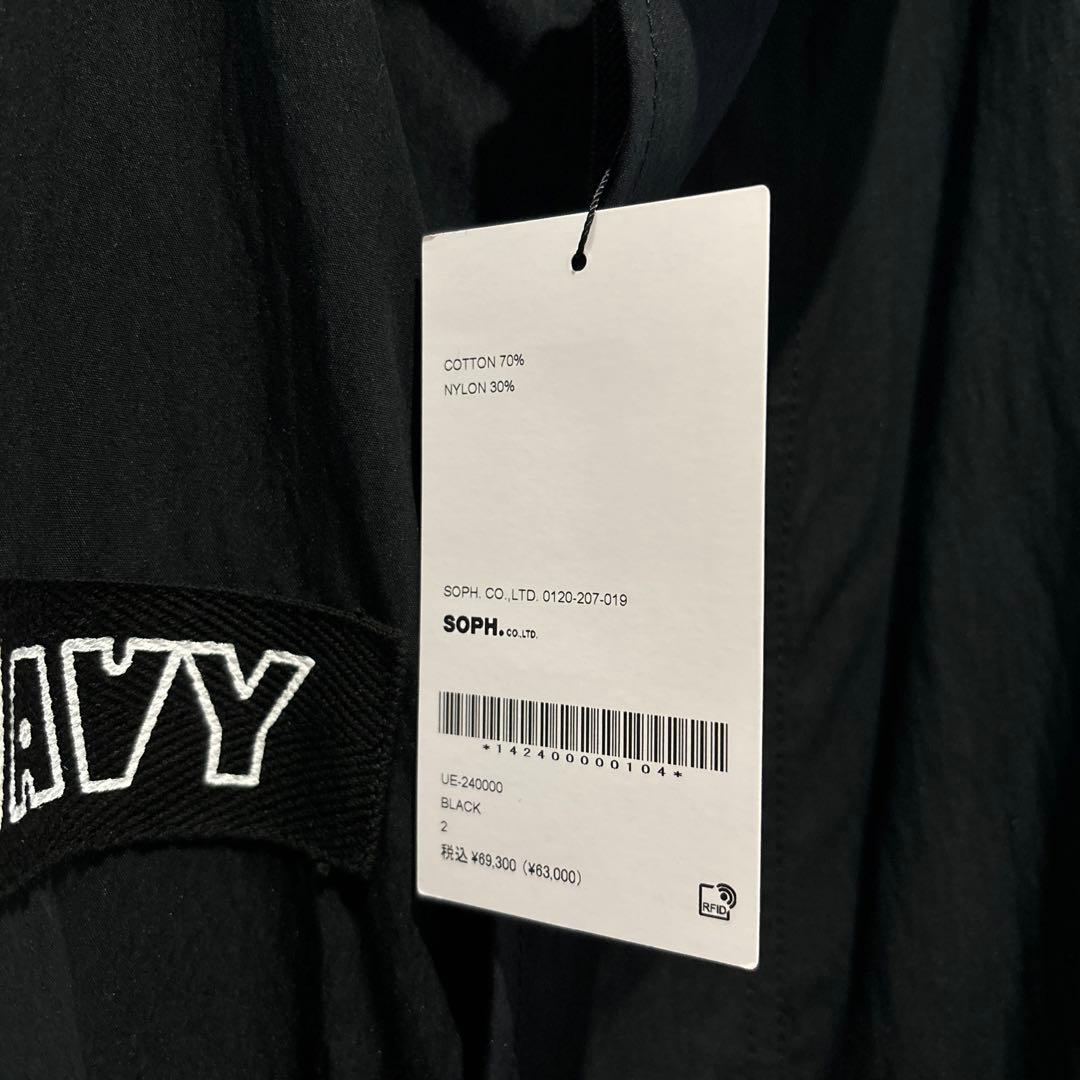 COTTON 70%
NYLON 30%
SOPH. CO.,LTD. 0120-207-019
SOPH. CO.,LTD.
*142400000104*
UE-240000
BLACK
2
税込 ¥69,300 (¥63,000)
RFID
AVY